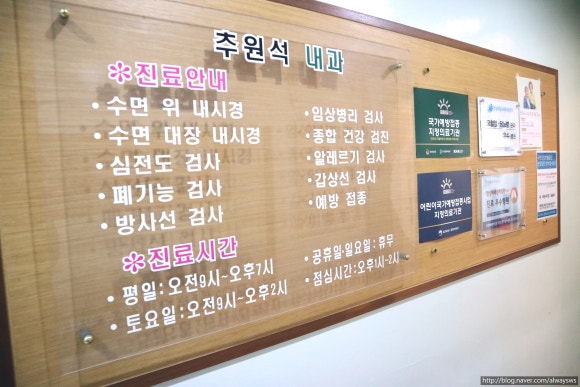 추원석 내과
✽진료안내
• 수면 위 내시경
• 수면 대장 내시경
• 심전도 검사
• 폐기능 검사
• 방사선 검사
• 임상병리 검사
• 종합 건강 검진
• 알레르기 검사
• 갑상선 검사
• 예방 접종
✽진료시간
• 평일:오전9시~오후7시
• 토요일:오전9시~오후2시
• 공휴일·일요일:휴무
• 점심시간:오후1시~2시
국가예방접종
지정의료기관
어린이국가예방접종사업
지정의료기관
http://blog.naver.com/alwaysws